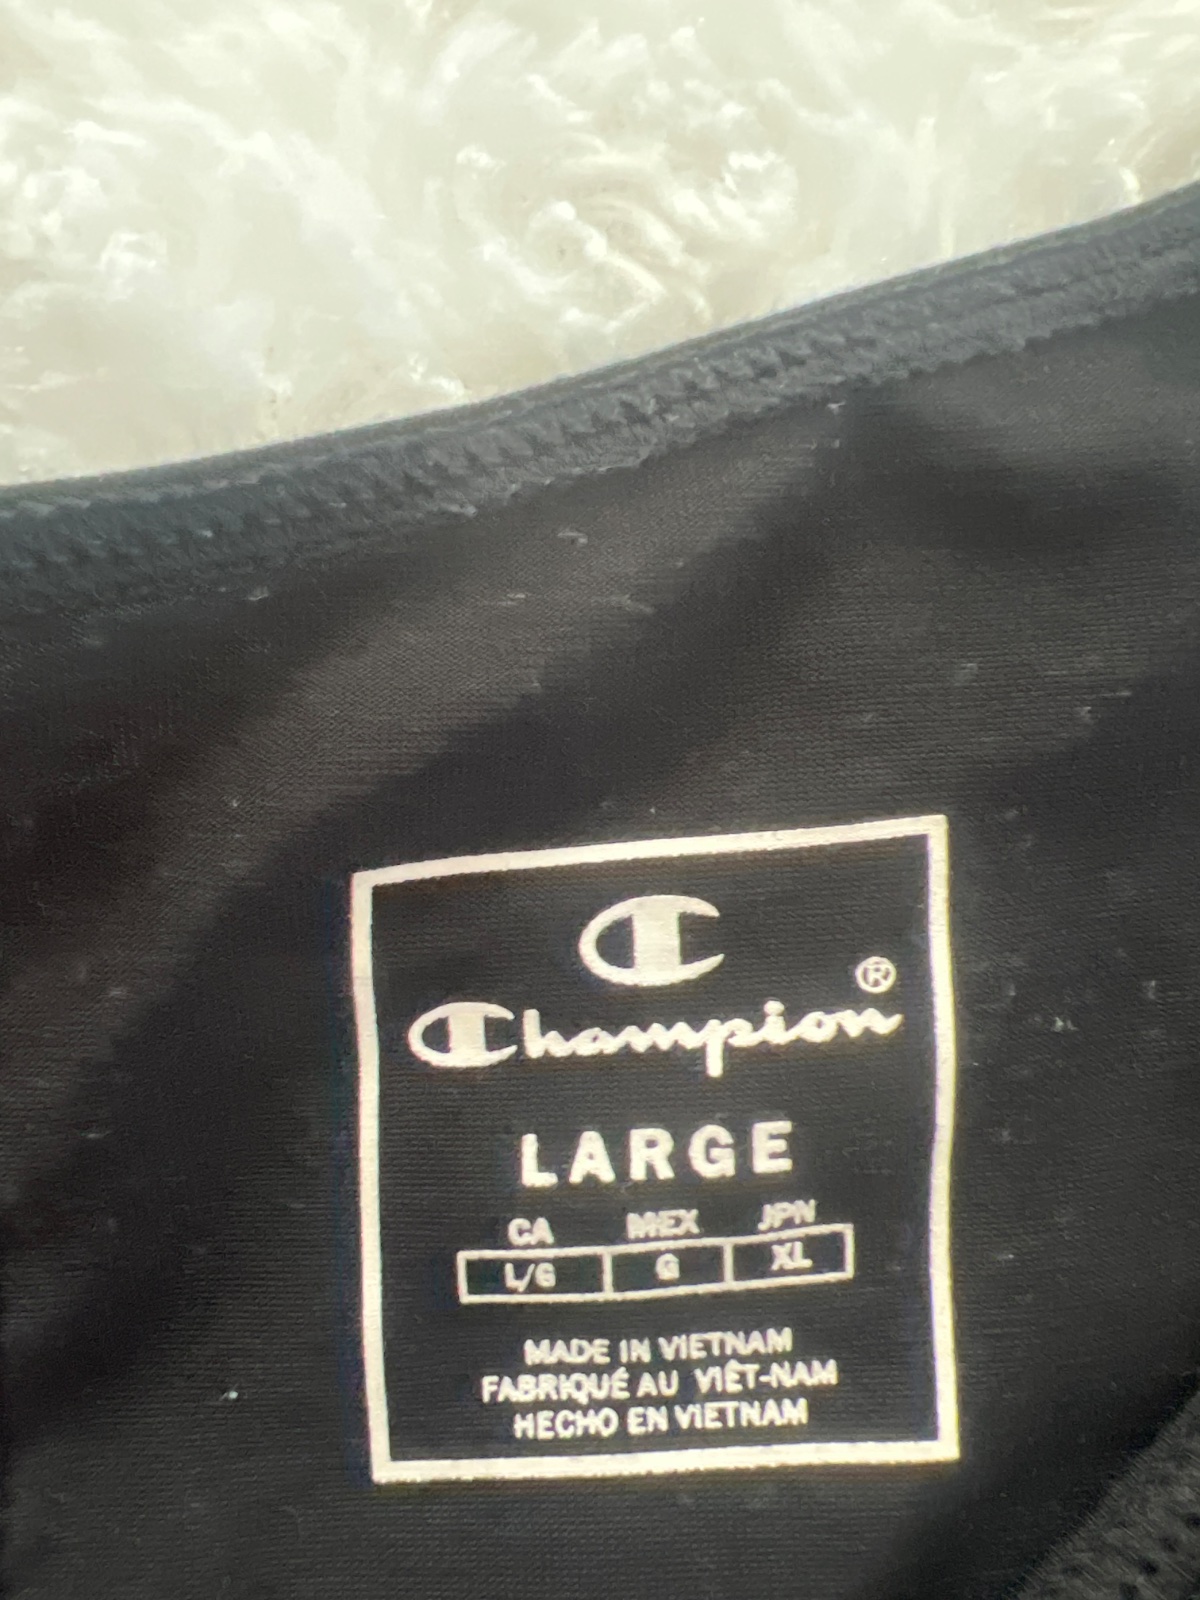 C
Champion®
LARGE
CA MEX JPN
L/G G XL
MADE IN VIETNAM
FABRIQUÉ AU VIÊT-NAM
HECHO EN VIETNAM